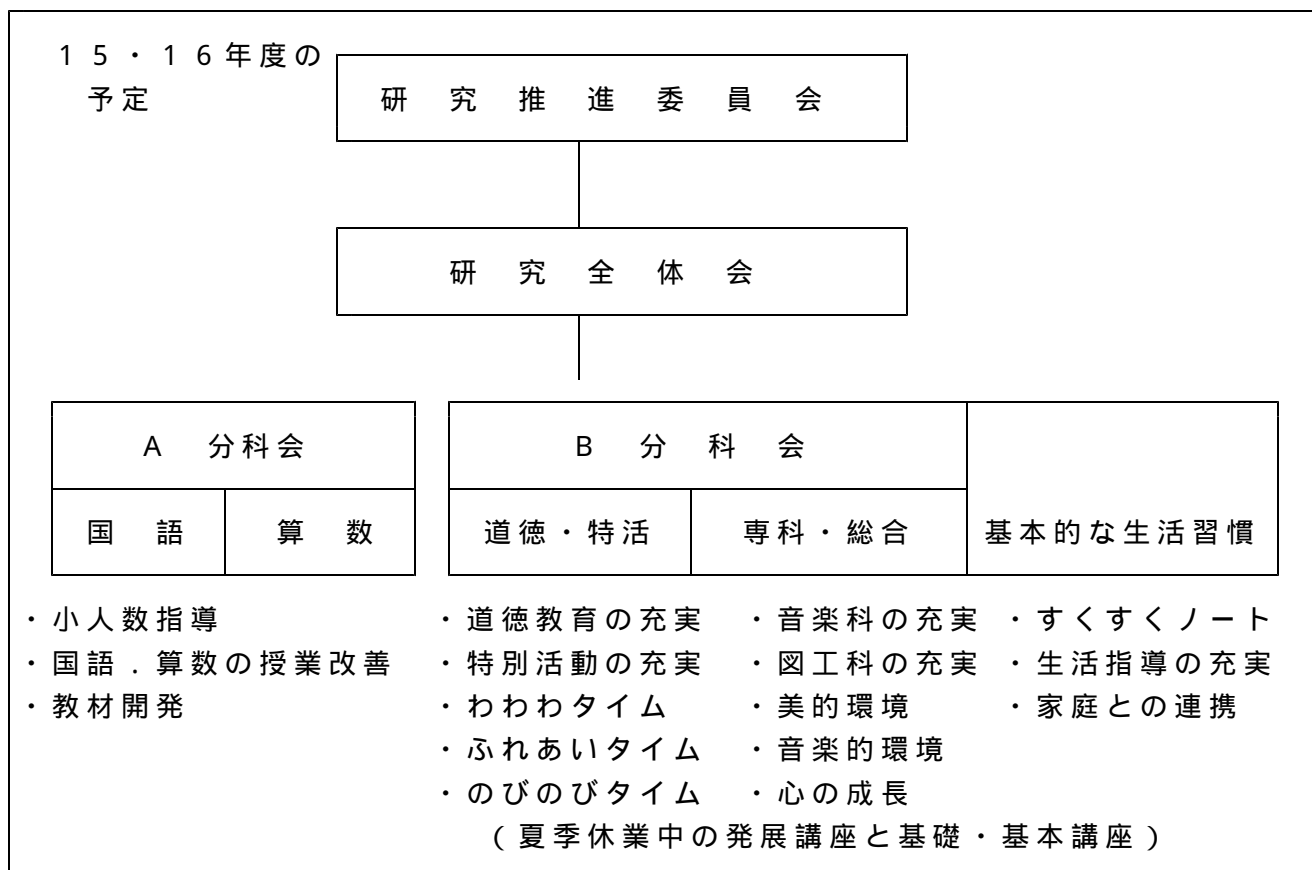 15・16年度の
予定
研究推進委員会
研究全体会
A 分科会
国語 算数
・小人数指導
・国語．算数の授業改善
・教材開発
B 分科会
道徳・特活 専科・総合 基本的な生活習慣
・道徳教育の充実 ・音楽科の充実 ・すくすくノート
・特別活動の充実 ・図工科の充実 ・生活指導の充実
・わわわタイム ・美的環境 ・家庭との連携
・ふれあいタイム ・音楽的環境
・のびのびタイム ・心の成長
(夏季休業中の発展講座と基礎・基本講座)